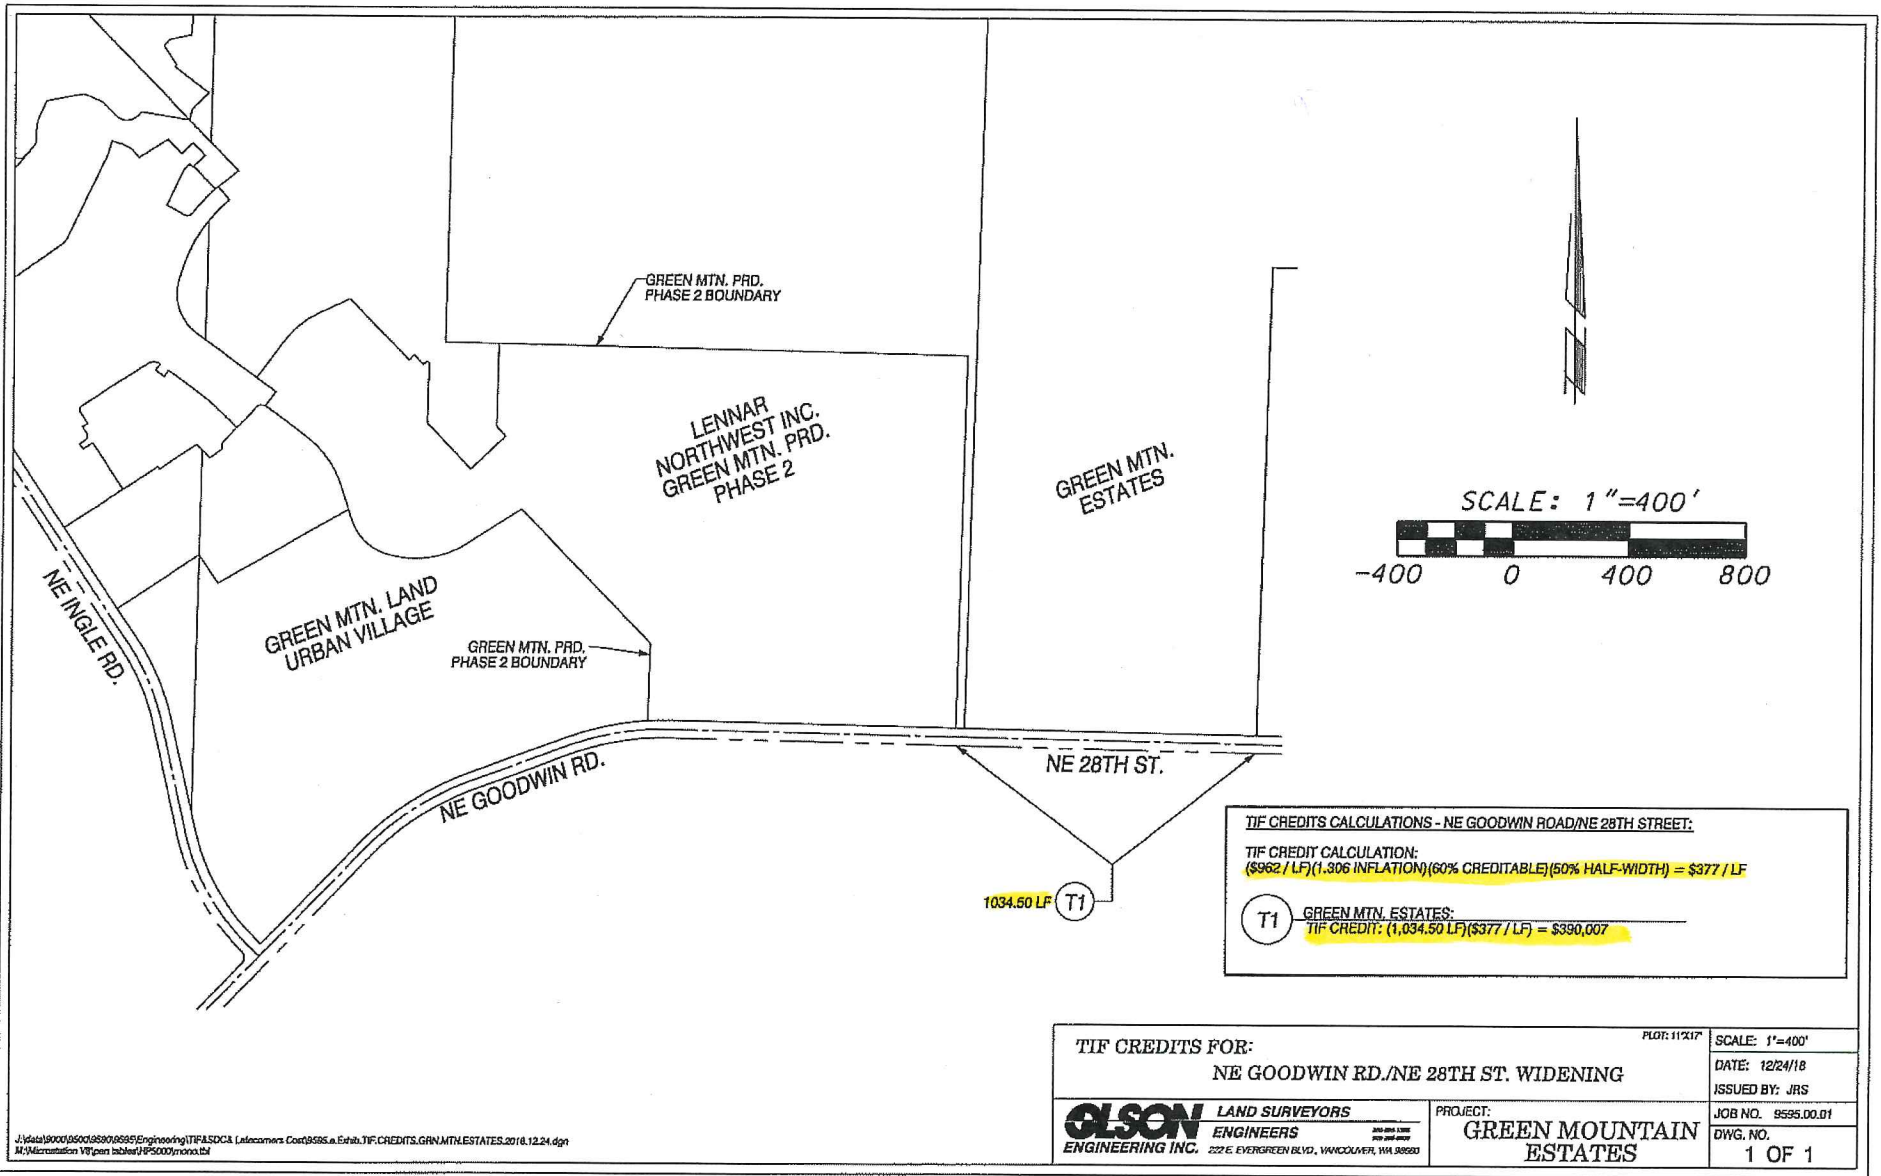 GREEN MTN. PRD.
PHASE 2 BOUNDARY
LENNAR
NORTHWEST INC.
GREEN MTN. PRD.
PHASE 2
GREEN MTN.
ESTATES
SCALE: 1"=400'
-400 0 400 800
NE INGLE RD.
GREEN MTN. LAND
URBAN VILLAGE
GREEN MTN. PRD.
PHASE 2 BOUNDARY
NE GOODWIN RD.
NE 28TH ST.
1034.50 LF T1
TIF CREDITS CALCULATIONS - NE GOODWIN ROAD/NE 28TH STREET:
TIF CREDIT CALCULATION:
($962 / LF)(1.306 INFLATION)(60% CREDITABLE)(50% HALF-WIDTH) = $377 / LF
T1 GREEN MTN. ESTATES:
TIF CREDIT: (1,034.50 LF)($377 / LF) = $390,007
PLOT: 11"X17"
TIF CREDITS FOR:
NE GOODWIN RD./NE 28TH ST. WIDENING
SCALE: 1"=400'
DATE: 12/24/18
ISSUED BY: JRS
OLSON
ENGINEERING INC.
LAND SURVEYORS
ENGINEERS
222 E. EVERGREEN BLVD., VANCOUVER, WA 98660
PROJECT:
GREEN MOUNTAIN
ESTATES
JOB NO. 9595.00.01
DWG. NO.
1 OF 1